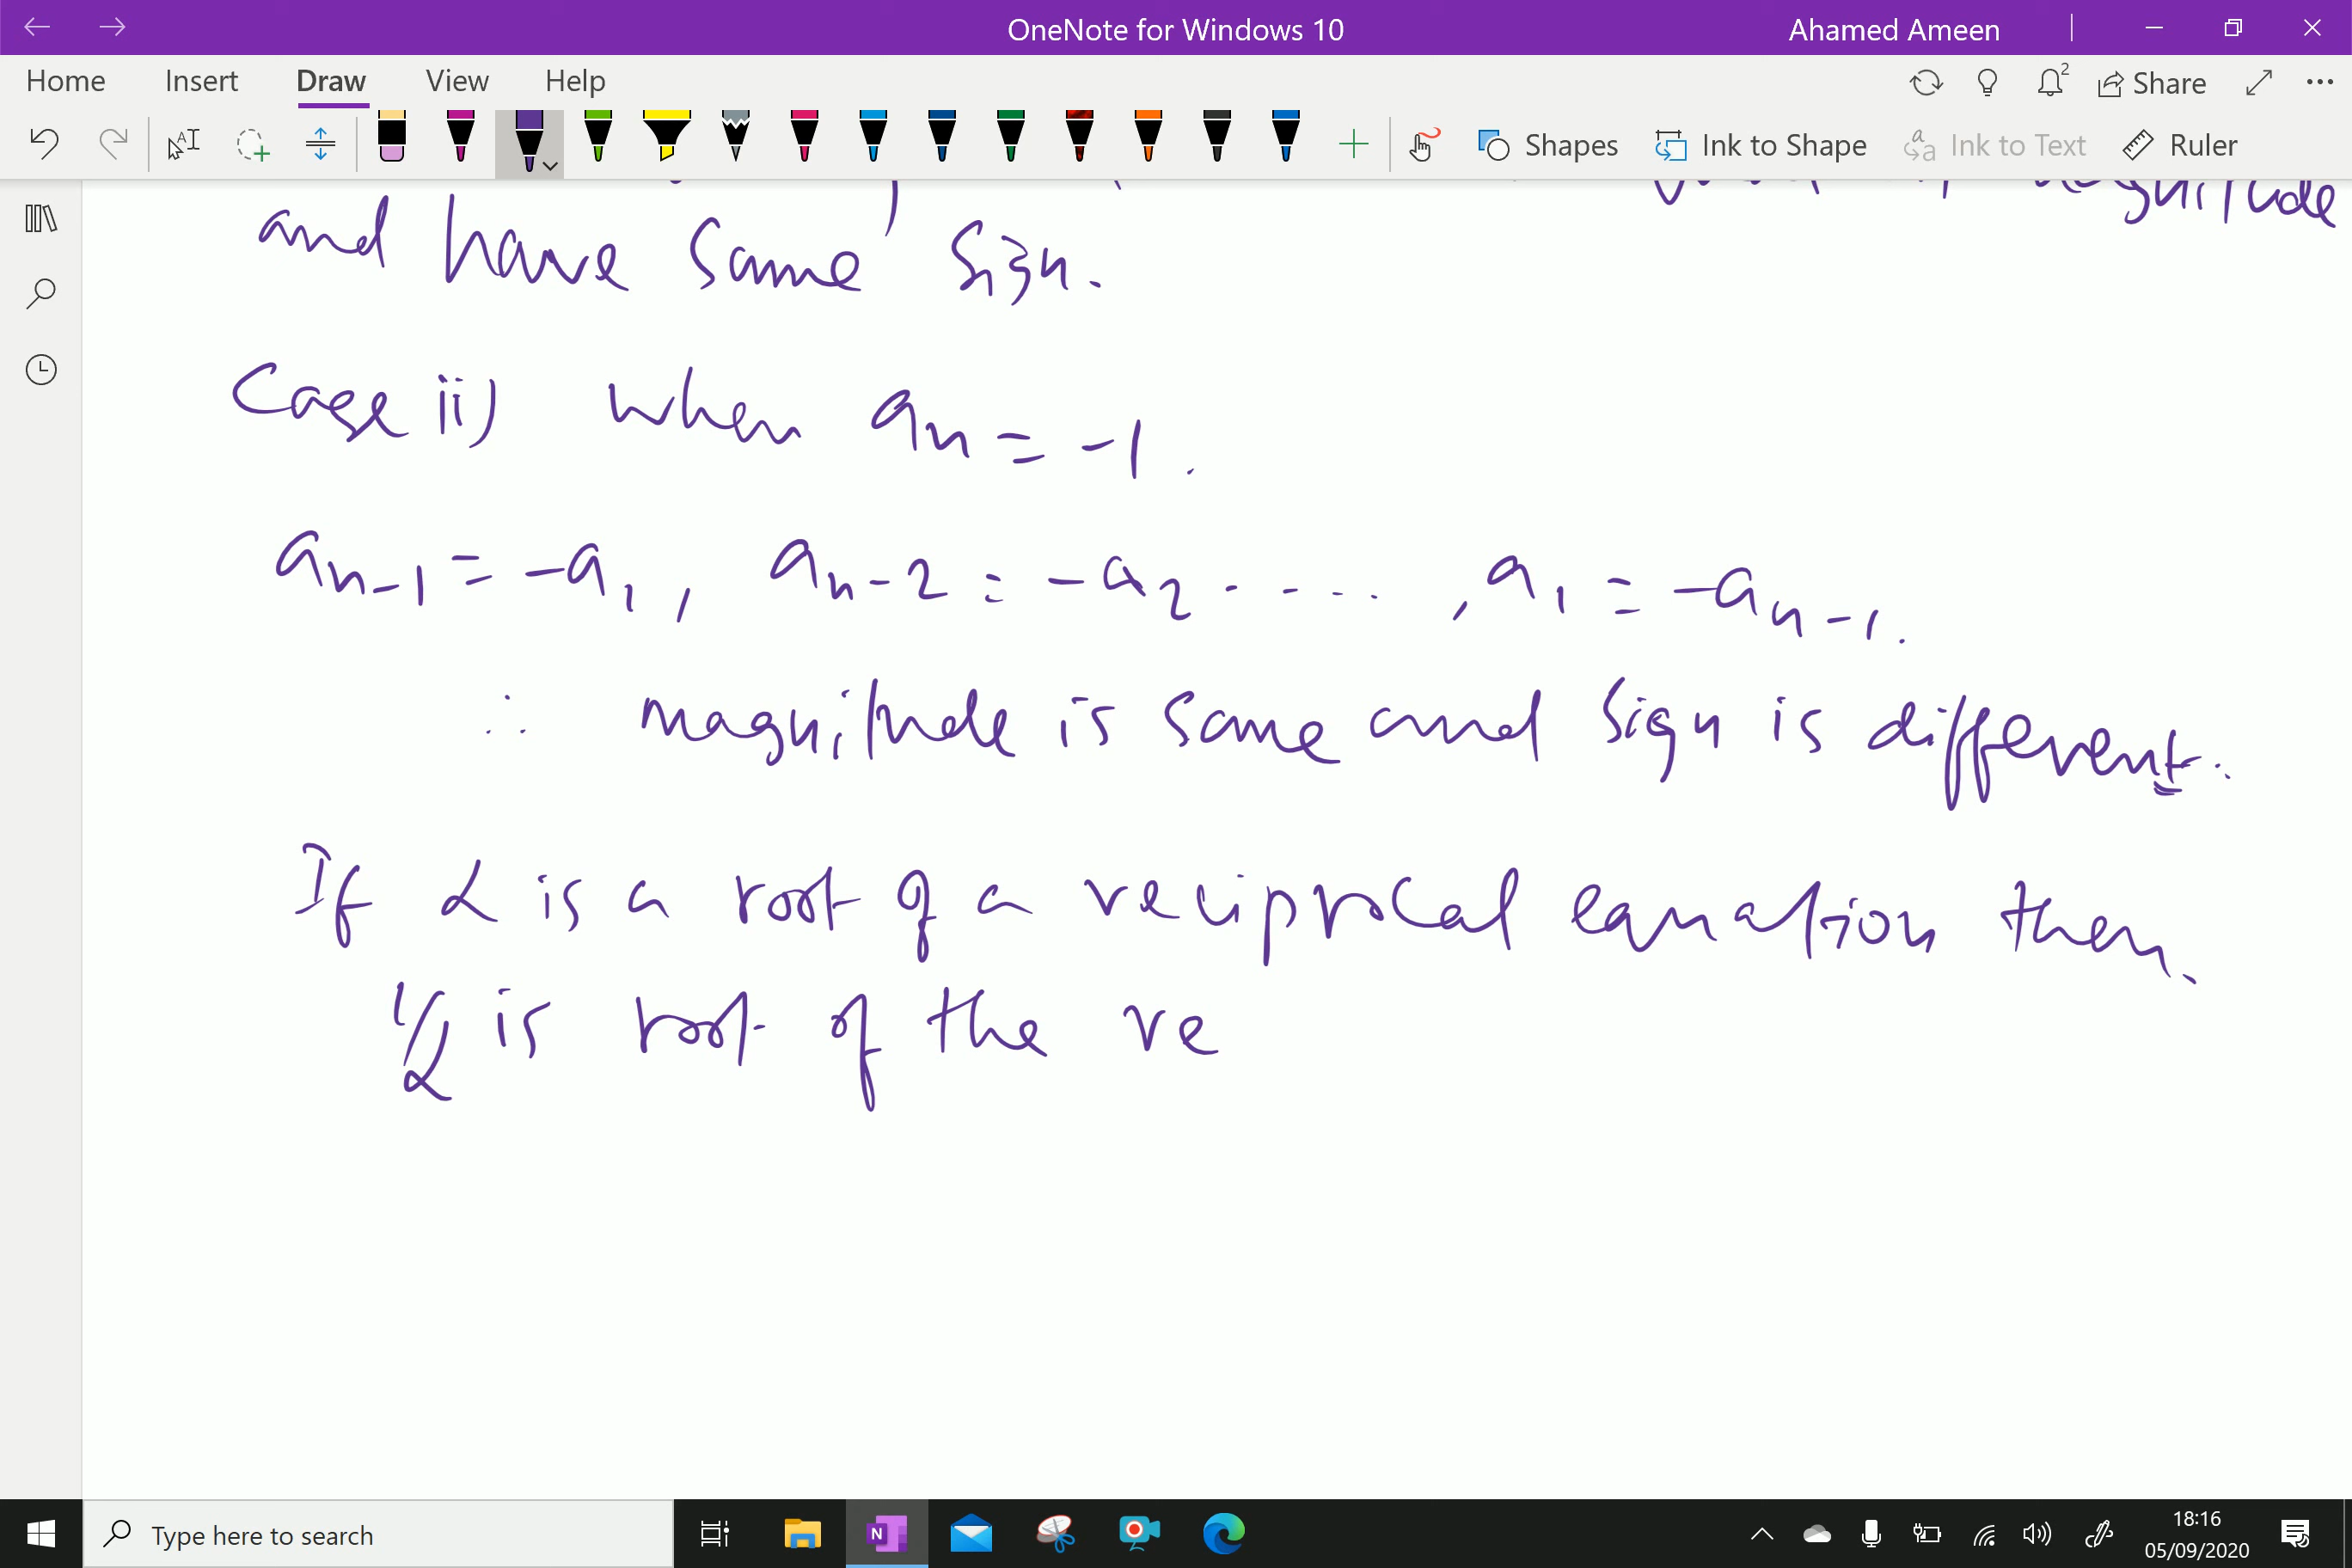 OneNote for Windows 10
Ahamed Ameen
Home Insert Draw View Help
2 Share
Shapes Ink to Shape Ink to Text Ruler
magnitude
and have same sign.
Case ii) when aₙ = -1.
aₙ₋₁ = -a₁, aₙ₋₂ = -a₂ ....., a₁ = -aₙ₋₁.
∴ magnitude is same and sign is different.
If α is a root of a reciprocal equation then.
1/α is root of the re
Type here to search
18:16
05/09/2020